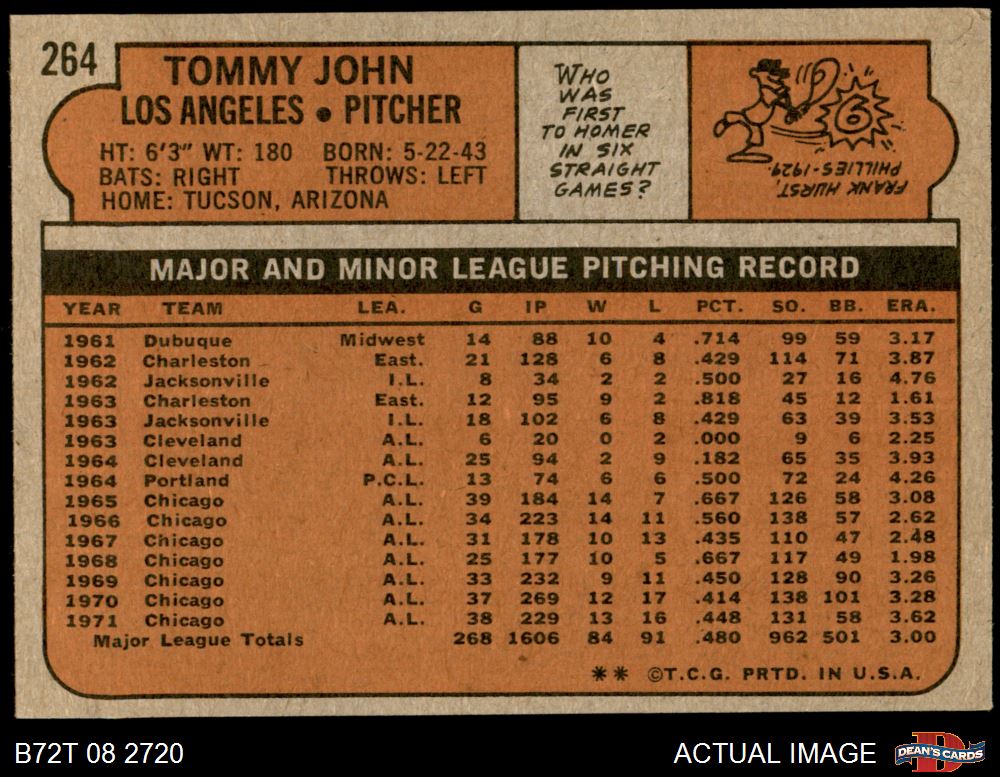 264
TOMMY JOHN
LOS ANGELES • PITCHER
HT: 6'3" WT: 180 BORN: 5-22-43
BATS: RIGHT THROWS: LEFT
HOME: TUCSON, ARIZONA
WHO
WAS
FIRST
TO HOMER
IN SIX
STRAIGHT
GAMES?
6
FRANK HURST,
PHILLIES-1929.
MAJOR AND MINOR LEAGUE PITCHING RECORD
YEAR TEAM LEA. G IP W L PCT. SO. BB. ERA.
1961 Dubuque Midwest 14 88 10 4 .714 99 59 3.17
1962 Charleston East. 21 128 6 8 .429 114 71 3.87
1962 Jacksonville I.L. 8 34 2 2 .500 27 16 4.76
1963 Charleston East. 12 95 9 2 .818 45 12 1.61
1963 Jacksonville I.L. 18 102 6 8 .429 63 39 3.53
1963 Cleveland A.L. 6 20 0 2 .000 9 6 2.25
1964 Cleveland A.L. 25 94 2 9 .182 65 35 3.93
1964 Portland P.C.L. 13 74 6 6 .500 72 24 4.26
1965 Chicago A.L. 39 184 14 7 .667 126 58 3.08
1966 Chicago A.L. 34 223 14 11 .560 138 57 2.62
1967 Chicago A.L. 31 178 10 13 .435 110 47 2.48
1968 Chicago A.L. 25 177 10 5 .667 117 49 1.98
1969 Chicago A.L. 33 232 9 11 .450 128 90 3.26
1970 Chicago A.L. 37 269 12 17 .414 138 101 3.28
1971 Chicago A.L. 38 229 13 16 .448 131 58 3.62
Major League Totals 268 1606 84 91 .480 962 501 3.00
** ©T.C.G. PRTD. IN U.S.A.
B72T 08 2720
ACTUAL IMAGE
D
DEAN'S CARDS